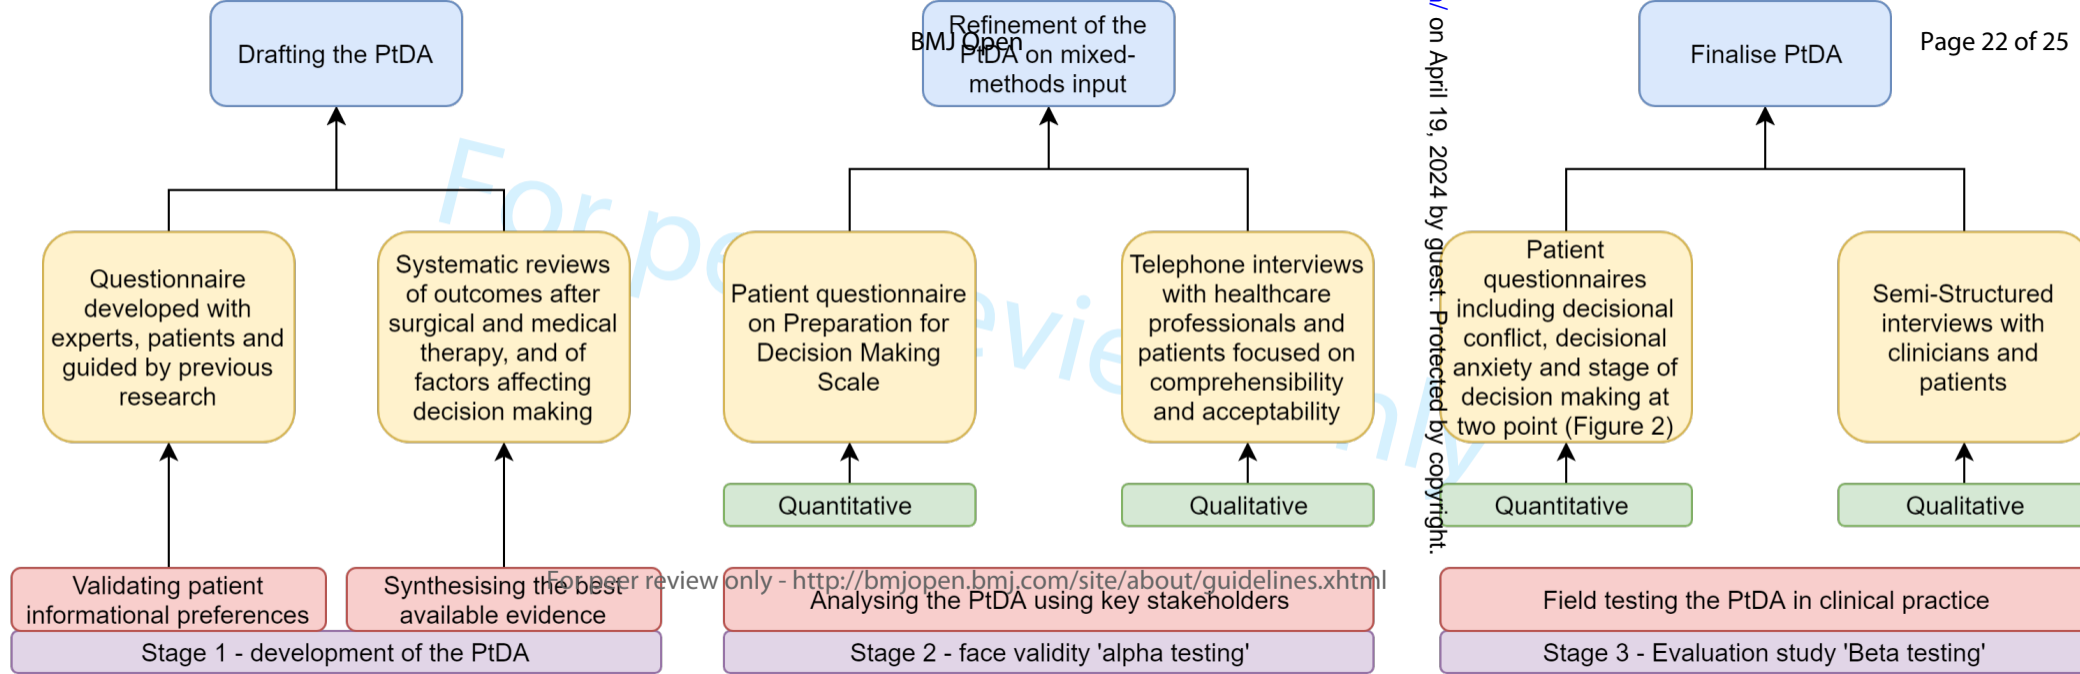 BMJ Open
Page 22 of 25
Drafting the PtDA
Refinement of the
PtDA on mixed-
methods input
Finalise PtDA
Questionnaire
developed with
experts, patients and
guided by previous
research
Systematic reviews
of outcomes after
surgical and medical
therapy, and of
factors affecting
decision making
Patient questionnaire
on Preparation for
Decision Making
Scale
Telephone interviews
with healthcare
professionals and
patients focused on
comprehensibility
and acceptability
Patient
questionnaires
including decisional
conflict, decisional
anxiety and stage of
decision making at
two point (Figure 2)
Semi-Structured
interviews with
clinicians and
patients
Quantitative
Qualitative
Quantitative
Qualitative
Validating patient
informational preferences
Synthesising the best
available evidence
Analysing the PtDA using key stakeholders
Field testing the PtDA in clinical practice
Stage 1 - development of the PtDA
Stage 2 - face validity 'alpha testing'
Stage 3 - Evaluation study 'Beta testing'
For peer review only - http://bmjopen.bmj.com/site/about/guidelines.xhtml
For peer review only
on April 19, 2024 by guest. Protected by copyright.